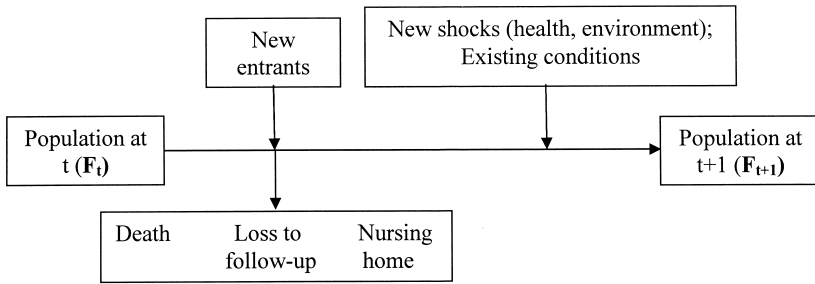 New
entrants
New shocks (health, environment);
Existing conditions
Population at
t (Fₜ)
Population at
t+1 (Fₜ₊₁)
Death Loss to Nursing
follow-up home